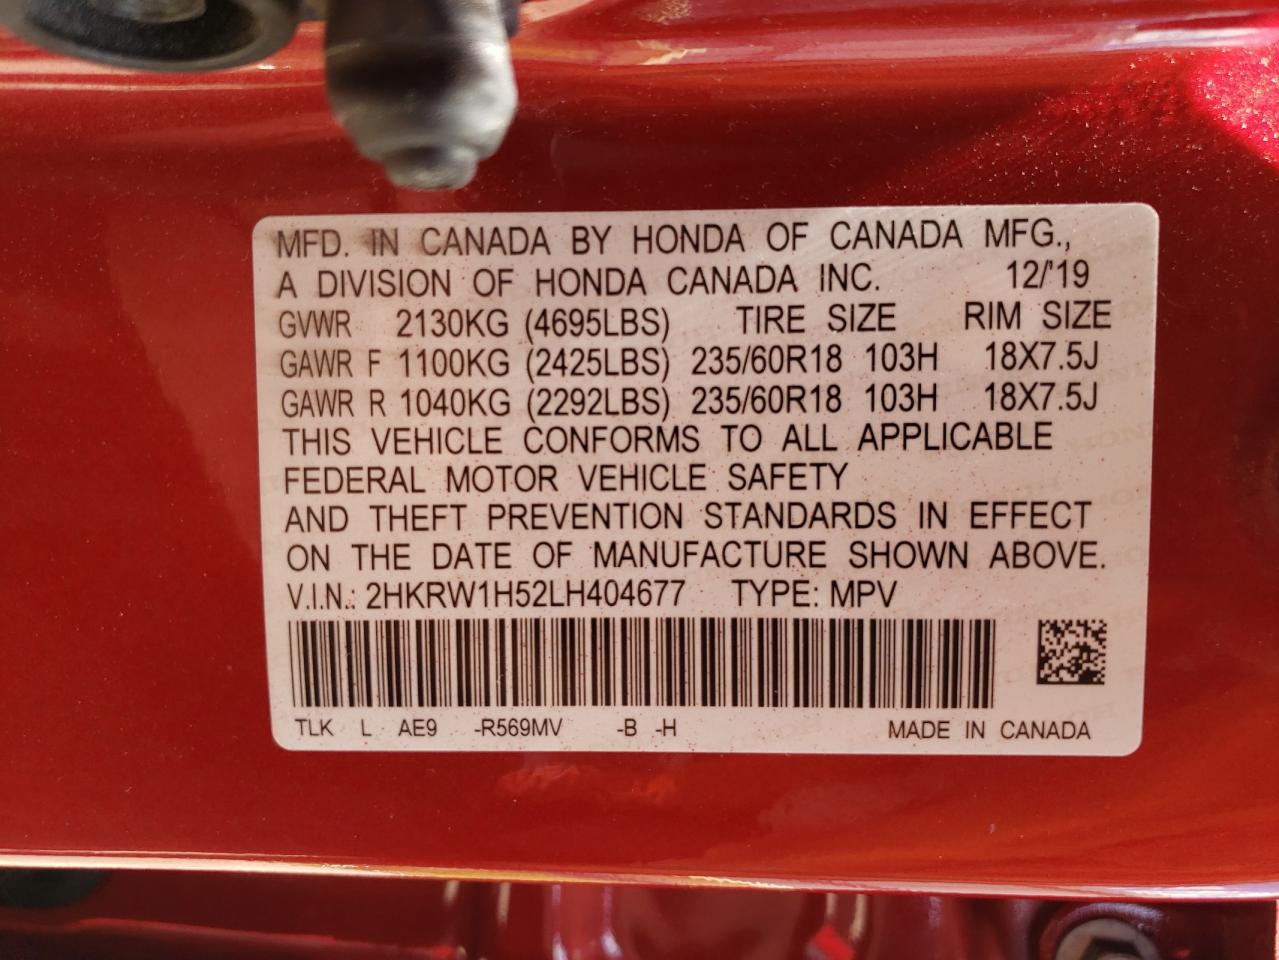 MFD. IN CANADA BY HONDA OF CANADA MFG.,
A DIVISION OF HONDA CANADA INC. 12/'19
GVWR 2130KG (4695LBS) TIRE SIZE RIM SIZE
GAWR F 1100KG (2425LBS) 235/60R18 103H 18X7.5J
GAWR R 1040KG (2292LBS) 235/60R18 103H 18X7.5J
THIS VEHICLE CONFORMS TO ALL APPLICABLE
FEDERAL MOTOR VEHICLE SAFETY
AND THEFT PREVENTION STANDARDS IN EFFECT
ON THE DATE OF MANUFACTURE SHOWN ABOVE.
V.I.N.: 2HKRW1H52LH404677 TYPE: MPV
TLK L AE9 -R569MV -B -H MADE IN CANADA